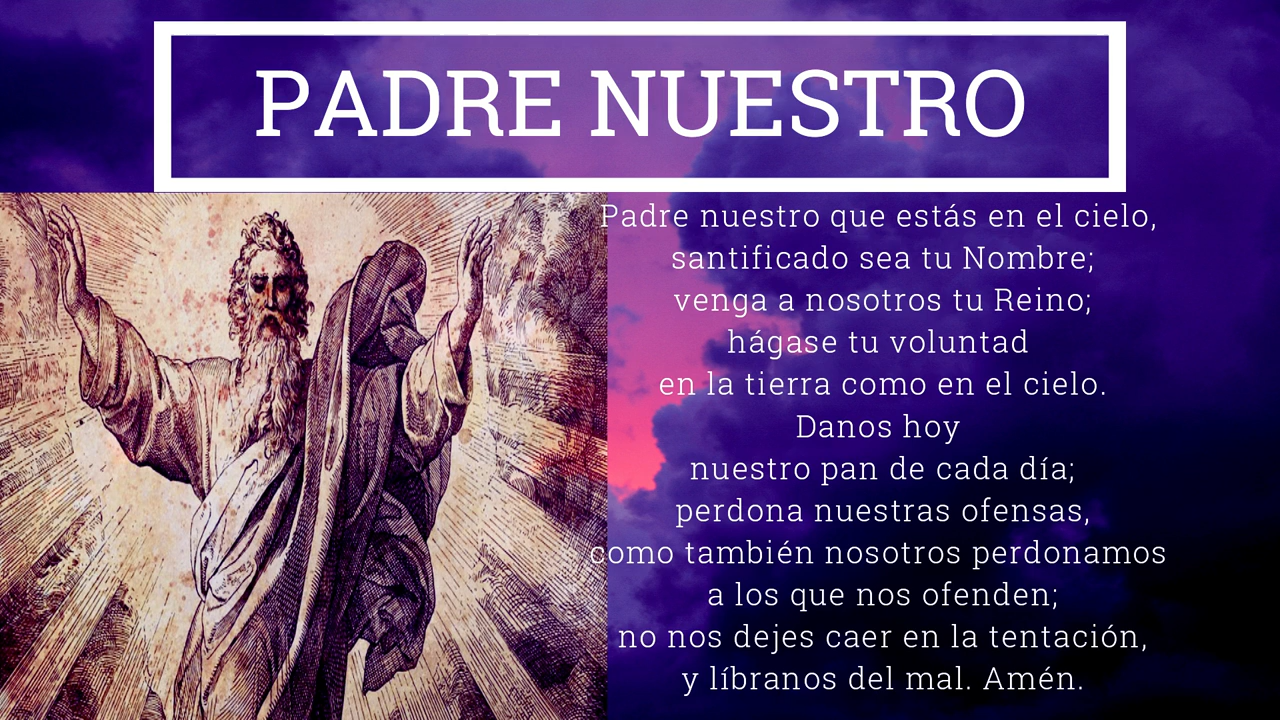 PADRE NUESTRO
Padre nuestro que estás en el cielo,
santificado sea tu Nombre;
venga a nosotros tu Reino;
hágase tu voluntad
en la tierra como en el cielo.
Danos hoy
nuestro pan de cada día;
perdona nuestras ofensas,
como también nosotros perdonamos
a los que nos ofenden;
no nos dejes caer en la tentación,
y líbranos del mal. Amén.